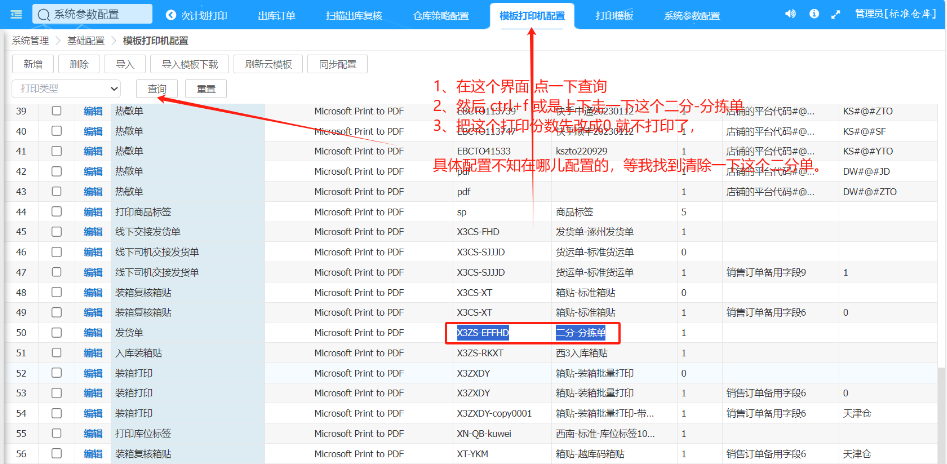 系统参数配置 次计划打印 出库订单 扫描出库复核 仓库策略配置 模板打印机配置 打印模板 系统参数配置 管理员[标准仓库]
系统管理 > 基础配置 > 模板打印机配置
新增 删除 导入 导入模板下载 刷新云模板 同步配置
打印类型 查询 重置
1、在这个界面 点一下查询
2、然后 ctrl+f 或是上下走一下这个二分-分拣单
3、把这个打印份数先改成0 就不打印了，
具体配置不知在哪儿配置的，等我找到清除一下这个二分单。
39 编辑 热敏单 Microsoft Print to PDF EBCTO113739 快手中通20230112 1 店铺的平台代码#@... KS#@#ZTO
40 编辑 热敏单 Microsoft Print to PDF EBCTO113747 20230112 1 店铺的平台代码#@... KS#@#SF
41 编辑 热敏单 Microsoft Print to PDF EBCTO41533 kszto220929 1 店铺的平台代码#@... KS#@#YTO
42 编辑 热敏单 Microsoft Print to PDF pdf 1 店铺的平台代码#@... DW#@#JD
43 编辑 热敏单 Microsoft Print to PDF pdf 1 店铺的平台代码#@... DW#@#ZTO
44 编辑 打印商品标签 Microsoft Print to PDF sp 商品标签 5
45 编辑 线下交接发货单 Microsoft Print to PDF X3CS-FHD 发货单-涿州发货单 1
46 编辑 线下司机交接发货单 Microsoft Print to PDF X3CS-SJJJD 货运单-标准货运单 0
47 编辑 线下司机交接发货单 Microsoft Print to PDF X3CS-SJJJD 货运单-标准货运单 1 销售订单备用字段9 1
48 编辑 装箱复核箱贴 Microsoft Print to PDF X3CS-XT 箱贴-标准箱贴 0
49 编辑 装箱复核箱贴 Microsoft Print to PDF X3CS-XT 箱贴-标准箱贴 1 销售订单备用字段6 0
50 编辑 发货单 Microsoft Print to PDF X3ZS-EFFHD 二分-分拣单 1
51 编辑 入库装箱贴 Microsoft Print to PDF X3ZS-RKXT 西3入库箱贴 1
52 编辑 装箱打印 Microsoft Print to PDF X3ZXDY 箱贴-装箱批量打印 0
53 编辑 装箱打印 Microsoft Print to PDF X3ZXDY 箱贴-装箱批量打印 1 销售订单备用字段6 0
54 编辑 装箱打印 Microsoft Print to PDF X3ZXDY-copy0001 箱贴-装箱批量打印-带... 1 销售订单备用字段6 天津仓
55 编辑 打印库位标签 Microsoft Print to PDF XN-QB-kuwei 西南-标准-库位标签10... 1
56 编辑 装箱复核箱贴 Microsoft Print to PDF XT-YKM 箱贴-越库码箱贴 1 销售订单备用字段6 天津仓